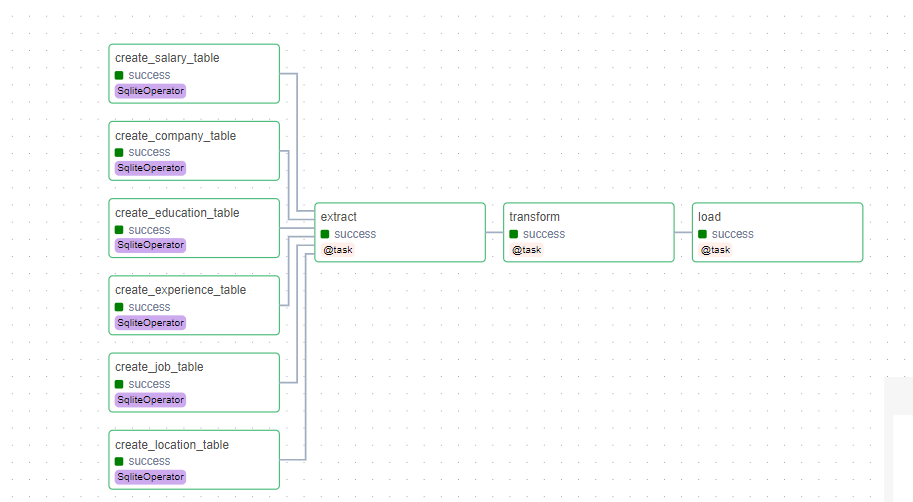 create_salary_table
success
SqliteOperator
create_company_table
success
SqliteOperator
create_education_table
success
SqliteOperator
create_experience_table
success
SqliteOperator
create_job_table
success
SqliteOperator
create_location_table
success
SqliteOperator
extract
success
@task
transform
success
@task
load
success
@task